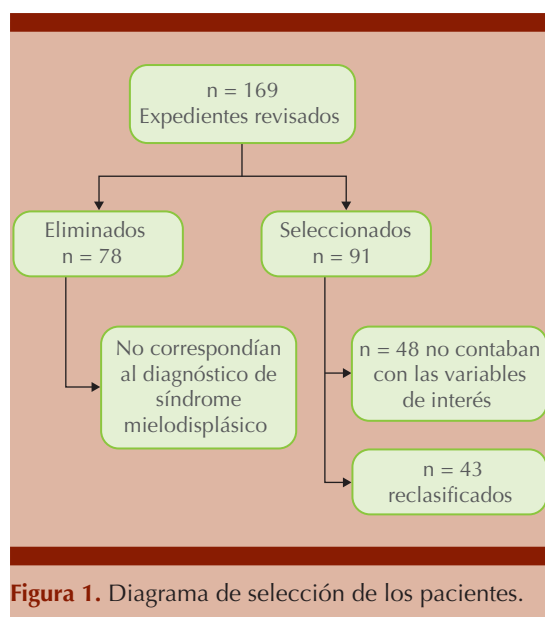 n = 169
Expedientes revisados
Eliminados
n = 78
Seleccionados
n = 91
No correspondían
al diagnóstico de
síndrome
mielodisplásico
n = 48 no contaban
con las variables
de interés
n = 43
reclasificados
Figura 1. Diagrama de selección de los pacientes.